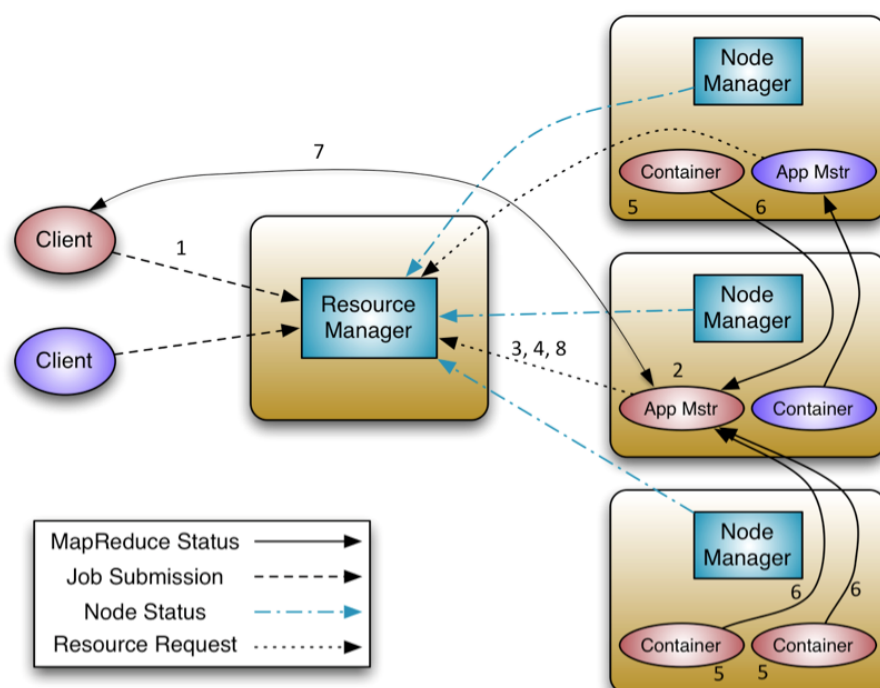 Node
Manager
7
Container
App Mstr
5
6
Client
1
Resource
Manager
Node
Manager
Client
3, 4, 8
2
App Mstr
Container
Node
Manager
MapReduce Status
Job Submission
Node Status
Resource Request
6
6
Container
Container
5
5